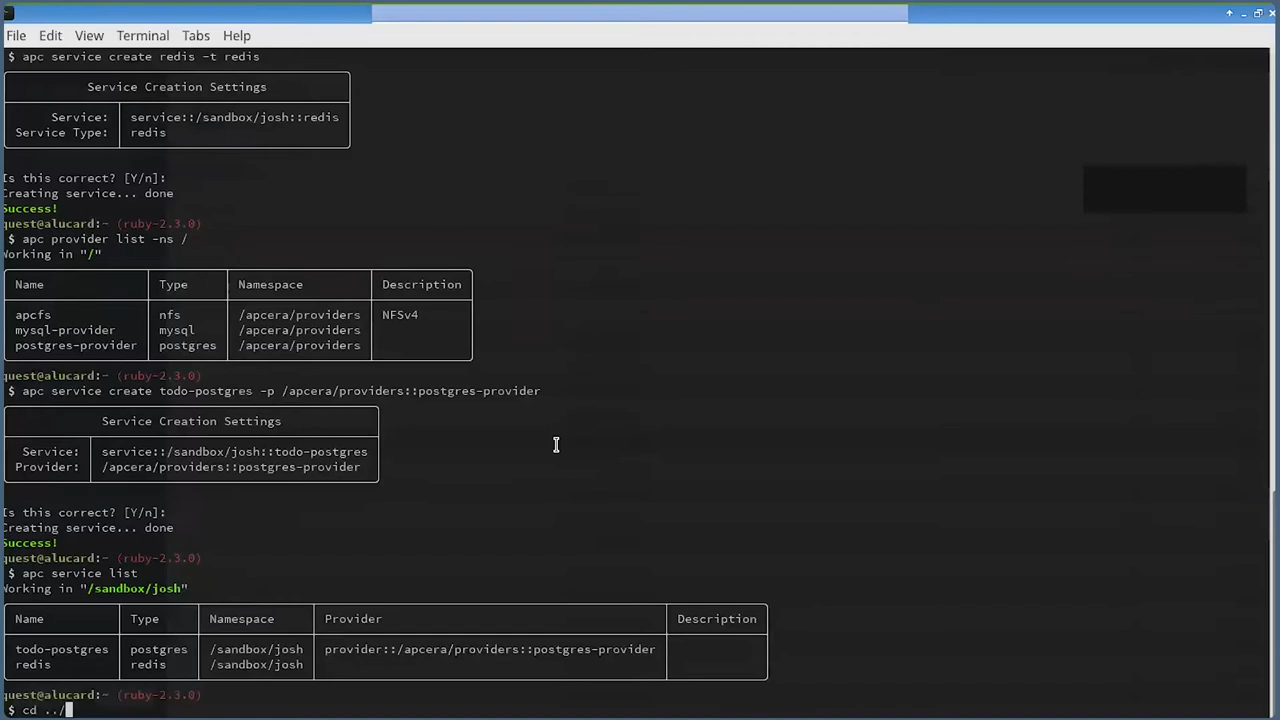 File Edit View Terminal Tabs Help
$ apc service create redis -t redis
Service Creation Settings
Service: service::/sandbox/josh::redis
Service Type: redis
Is this correct? [Y/n]:
Creating service... done
Success!
quest@alucard:~ (ruby-2.3.0)
$ apc provider list -ns /
Working in "/"
Name Type Namespace Description
apcfs nfs /apcera/providers NFSv4
mysql-provider mysql /apcera/providers
postgres-provider postgres /apcera/providers
quest@alucard:~ (ruby-2.3.0)
$ apc service create todo-postgres -p /apcera/providers::postgres-provider
Service Creation Settings
Service: service::/sandbox/josh::todo-postgres
Provider: /apcera/providers::postgres-provider
Is this correct? [Y/n]:
Creating service... done
Success!
quest@alucard:~ (ruby-2.3.0)
$ apc service list
Working in "/sandbox/josh"
Name Type Namespace Provider Description
todo-postgres postgres /sandbox/josh provider::/apcera/providers::postgres-provider
redis redis /sandbox/josh
quest@alucard:~ (ruby-2.3.0)
$ cd ../